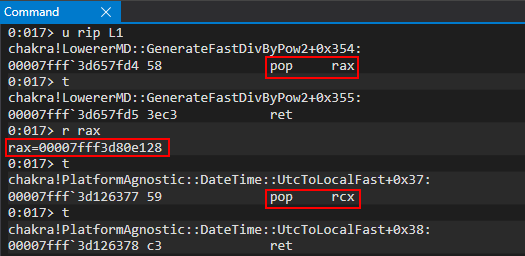 Command X
0:017> u rip L1
chakra!LowererMD::GenerateFastDivByPow2+0x354:
00007fff`3d657fd4 58 pop rax
0:017> t
chakra!LowererMD::GenerateFastDivByPow2+0x355:
00007fff`3d657fd5 3ec3 ret
0:017> r rax
rax=00007fff3d80e128
0:017> t
chakra!PlatformAgnostic::DateTime::UtcToLocalFast+0x37:
00007fff`3d126377 59 pop rcx
0:017> t
chakra!PlatformAgnostic::DateTime::UtcToLocalFast+0x38:
00007fff`3d126378 c3 ret